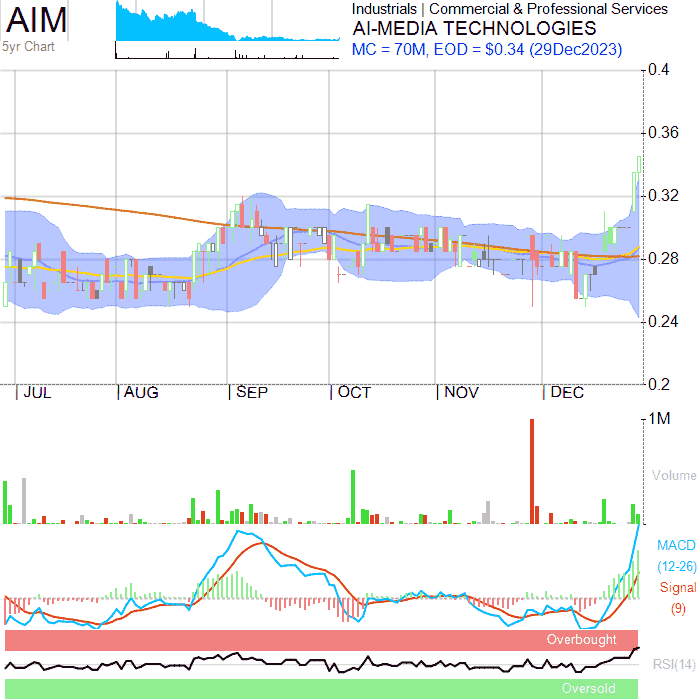 AIM
5yr Chart
Industrials | Commercial & Professional Services
AI-MEDIA TECHNOLOGIES
MC = 70M, EOD = $0.34 (29Dec2023)
0.4
0.36
0.32
0.28
0.24
0.2
JUL AUG SEP OCT NOV DEC
1M
Volume
MACD
(12-26)
Signal
(9)
Overbought
RSI(14)
Oversold